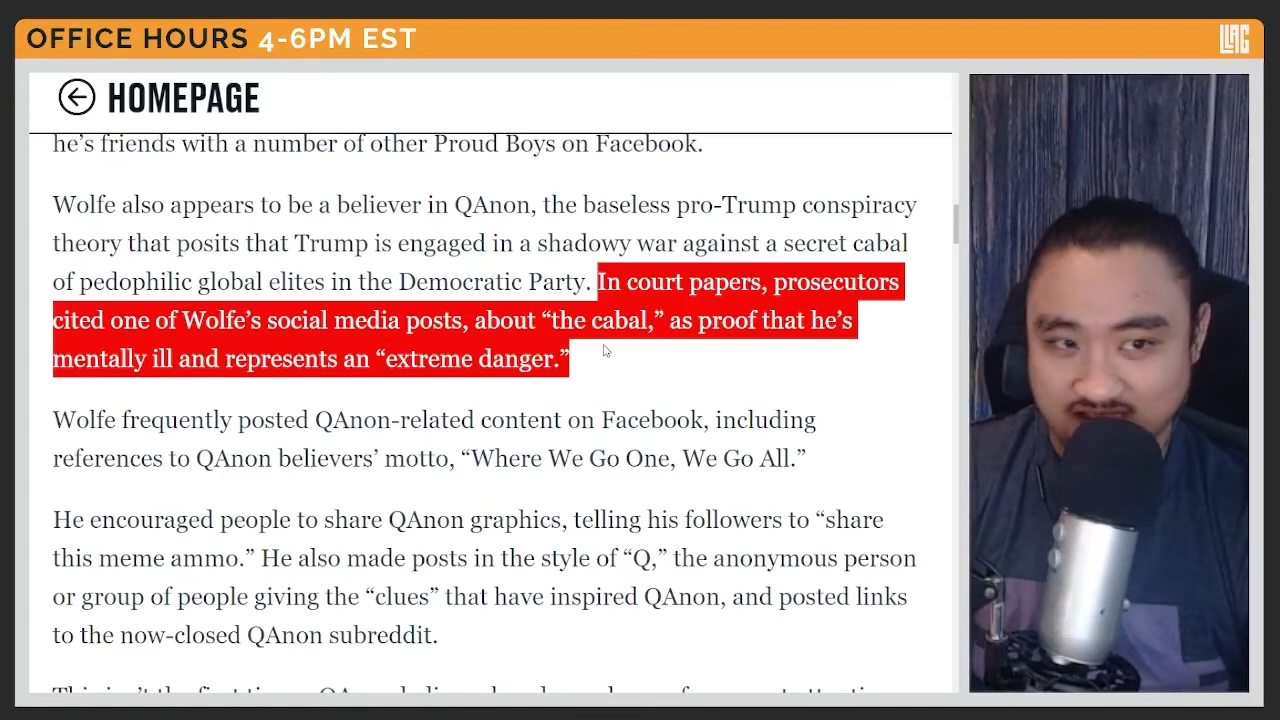 OFFICE HOURS 4-6PM EST
LLAG
HOMEPAGE
he’s friends with a number of other Proud Boys on Facebook.
Wolfe also appears to be a believer in QAnon, the baseless pro-Trump conspiracy
theory that posits that Trump is engaged in a shadowy war against a secret cabal
of pedophilic global elites in the Democratic Party. In court papers, prosecutors
cited one of Wolfe’s social media posts, about “the cabal,” as proof that he’s
mentally ill and represents an “extreme danger.”
Wolfe frequently posted QAnon-related content on Facebook, including
references to QAnon believers’ motto, “Where We Go One, We Go All.”
He encouraged people to share QAnon graphics, telling his followers to “share
this meme ammo.” He also made posts in the style of “Q,” the anonymous person
or group of people giving the “clues” that have inspired QAnon, and posted links
to the now-closed QAnon subreddit.